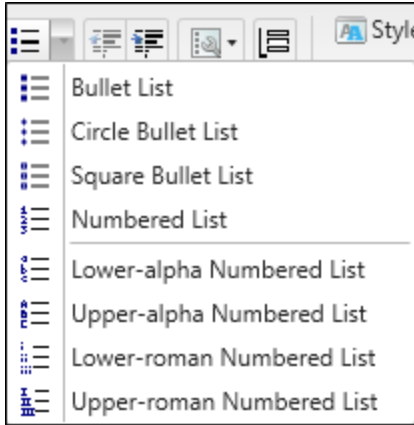 Style
Bullet List
Circle Bullet List
Square Bullet List
Numbered List
Lower-alpha Numbered List
Upper-alpha Numbered List
Lower-roman Numbered List
Upper-roman Numbered List